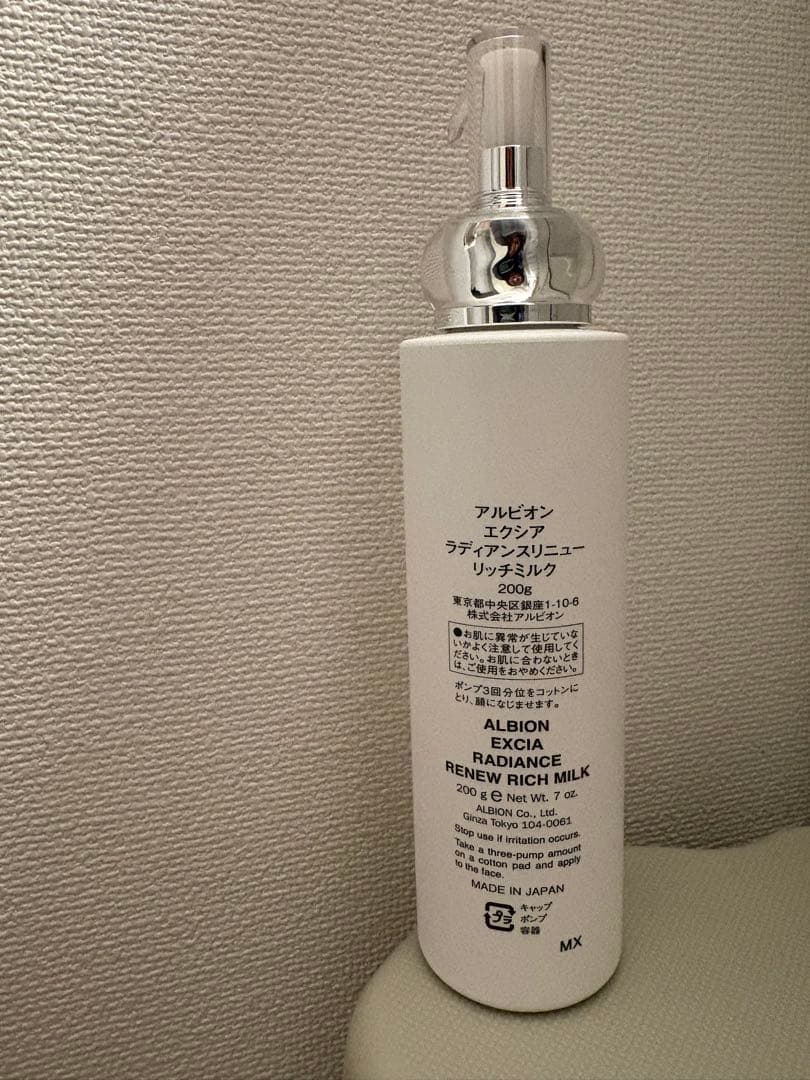 アルビオン
エクシア
ラディアンスリニュー
リッチミルク
200g
東京都中央区銀座1-10-6
株式会社アルビオン
●お肌に異常が生じていな
いかよく注意して使用してく
ださい。お肌に合わないとき
は、ご使用をおやめください。
ポンプ3回分位をコットンに
とり、顔になじませます。
ALBION
EXCIA
RADIANCE
RENEW RICH MILK
200 g ℮ Net Wt. 7 oz.
ALBION Co., Ltd.
Ginza Tokyo 104-0061
Stop use if irritation occurs.
Take a three-pump amount
on a cotton pad and apply
to the face.
MADE IN JAPAN
プラ
キャップ
ポンプ
容器
MX